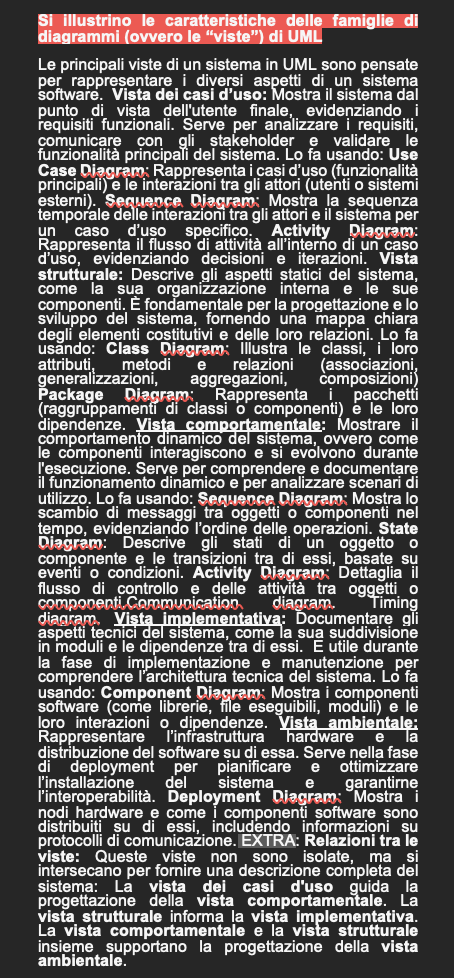 Si illustrino le caratteristiche delle famiglie di
diagrammi (ovvero le “viste”) di UML
Le principali viste di un sistema in UML sono pensate
per rappresentare i diversi aspetti di un sistema
software. Vista dei casi d’uso: Mostra il sistema dal
punto di vista dell'utente finale, evidenziando i
requisiti funzionali. Serve per analizzare i requisiti,
comunicare con gli stakeholder e validare le
funzionalità principali del sistema. Lo fa usando: Use
Case Diagram: Rappresenta i casi d’uso (funzionalità
principali) e le interazioni tra gli attori (utenti o sistemi
esterni). Sequence Diagram: Mostra la sequenza
temporale delle interazioni tra gli attori e il sistema per
un caso d’uso specifico. Activity Diagram:
Rappresenta il flusso di attività all’interno di un caso
d’uso, evidenziando decisioni e iterazioni. Vista
strutturale: Descrive gli aspetti statici del sistema,
come la sua organizzazione interna e le sue
componenti. È fondamentale per la progettazione e lo
sviluppo del sistema, fornendo una mappa chiara
degli elementi costitutivi e delle loro relazioni. Lo fa
usando: Class Diagram: Illustra le classi, i loro
attributi, metodi e relazioni (associazioni,
generalizzazioni, aggregazioni, composizioni)
Package Diagram: Rappresenta i pacchetti
(raggruppamenti di classi o componenti) e le loro
dipendenze. Vista comportamentale: Mostrare il
comportamento dinamico del sistema, ovvero come
le componenti interagiscono e si evolvono durante
l'esecuzione. Serve per comprendere e documentare
il funzionamento dinamico e per analizzare scenari di
utilizzo. Lo fa usando: Sequence Diagram: Mostra lo
scambio di messaggi tra oggetti o componenti nel
tempo, evidenziando l’ordine delle operazioni. State
Diagram: Descrive gli stati di un oggetto o
componente e le transizioni tra di essi, basate su
eventi o condizioni. Activity Diagram: Dettaglia il
flusso di controllo e delle attività tra oggetti o
componenti.Communication diagram. Timing
diagram. Vista implementativa: Documentare gli
aspetti tecnici del sistema, come la sua suddivisione
in moduli e le dipendenze tra di essi. E utile durante
la fase di implementazione e manutenzione per
comprendere l’architettura tecnica del sistema. Lo fa
usando: Component Diagram: Mostra i componenti
software (come librerie, file eseguibili, moduli) e le
loro interazioni o dipendenze. Vista ambientale:
Rappresentare l’infrastruttura hardware e la
distribuzione del software su di essa. Serve nella fase
di deployment per pianificare e ottimizzare
l’installazione del sistema e garantirne
l’interoperabilità. Deployment Diagram: Mostra i
nodi hardware e come i componenti software sono
distribuiti su di essi, includendo informazioni su
protocolli di comunicazione. EXTRA: Relazioni tra le
viste: Queste viste non sono isolate, ma si
intersecano per fornire una descrizione completa del
sistema: La vista dei casi d'uso guida la
progettazione della vista comportamentale. La
vista strutturale informa la vista implementativa.
La vista comportamentale e la vista strutturale
insieme supportano la progettazione della vista
ambientale.